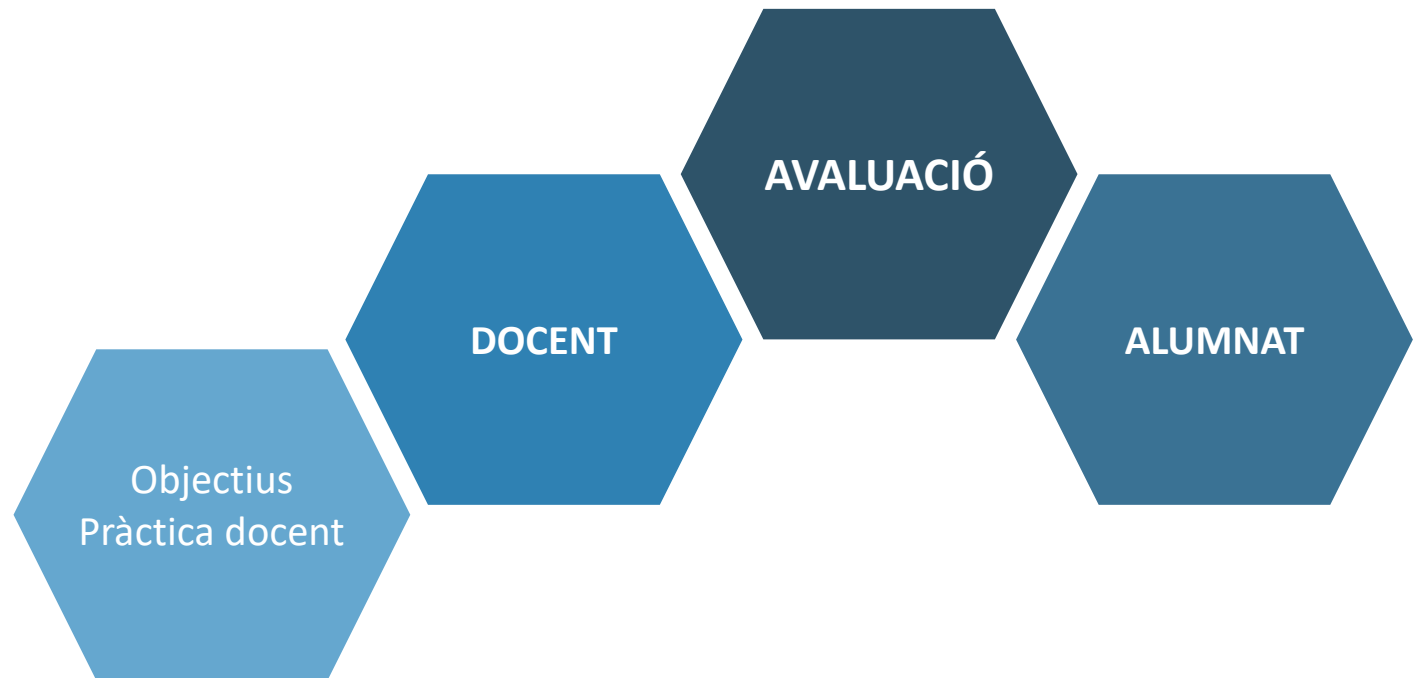 AVALUACIÓ
DOCENT
ALUMNAT
Objectius
Pràctica docent